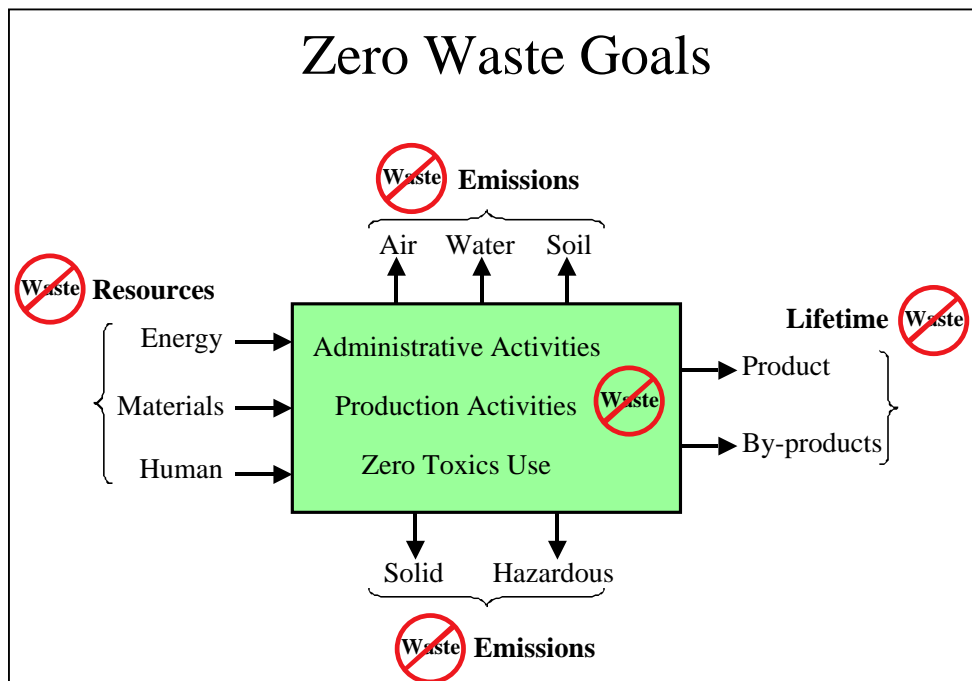 Zero Waste Goals
Waste Emissions
Air Water Soil
Waste Resources
Energy
Materials
Human
Administrative Activities
Production Activities Waste
Zero Toxics Use
Lifetime Waste
Product
By-products
Solid Hazardous
Waste Emissions